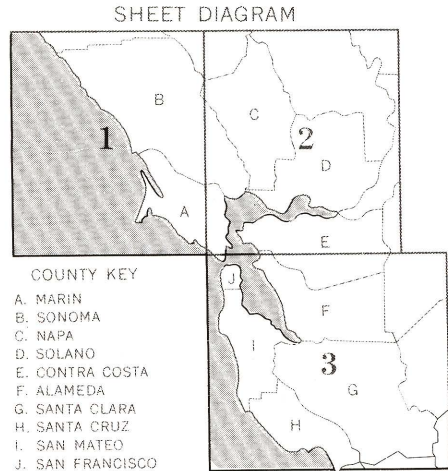 SHEET DIAGRAM
B
C
1
2
D
A
E
COUNTY KEY
J
A. MARIN
B. SONOMA
F
C. NAPA
D. SOLANO
I
3
E. CONTRA COSTA
F. ALAMEDA
G
G. SANTA CLARA
H. SANTA CRUZ
H
I. SAN MATEO
J. SAN FRANCISCO